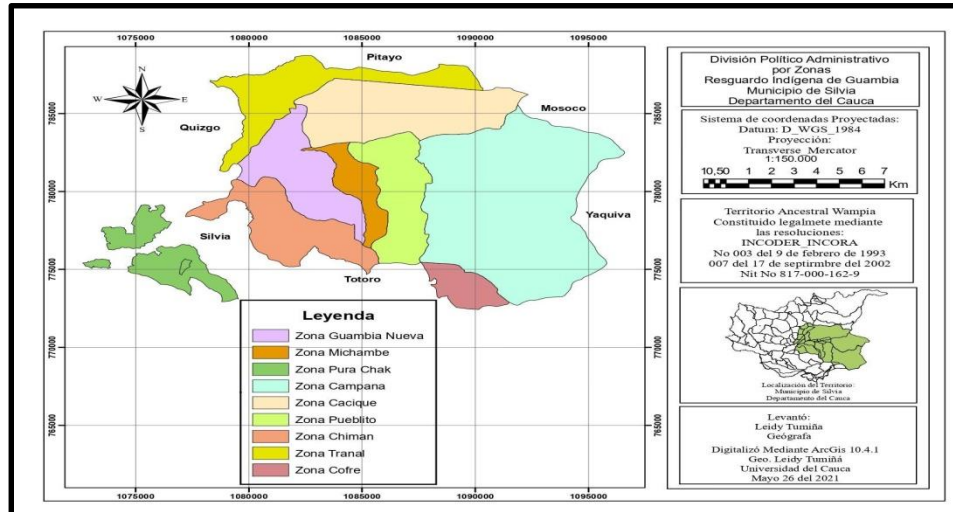 1075000 1080000 1085000 1090000 1095000
Pitayo
N
W E
S
Mosoco
Quizgo
785000 785000
780000 780000
Yaquiva
Silvia
Totoro
775000 775000
770000 770000
765000 765000
Leyenda
Zona Guambia Nueva
Zona Michambe
Zona Pura Chak
Zona Campana
Zona Cacique
Zona Pueblito
Zona Chiman
Zona Tranal
Zona Cofre
1075000 1080000 1085000 1090000 1095000
División Político Administrativo
por Zonas
Resguardo Indígena de Guambia
Municipio de Silvia
Departamento del Cauca
Sistema de coordenadas Proyectadas:
Datum: D_WGS_1984
Proyección:
Transverse_Mercator
1:150.000
10,50 1 2 3 4 5 6 7
Km
Territorio Ancestral Wampia
Constituido legalmete mediante
las resoluciones:
INCODER_INCORA
No 003 del 9 de febrero de 1993
007 del 17 de septirmbre del 2002
Nit No 817-000-162-9
Localización del Territorio:
Municipio de Silvia
Departamento del Cauca
Levantó:
Leidy Tumiña
Geógrafa
Digitalizó Mediante ArcGis 10.4.1
Geo. Leidy Tumiñá
Universidad del Cauca
Mayo 26 del 2021